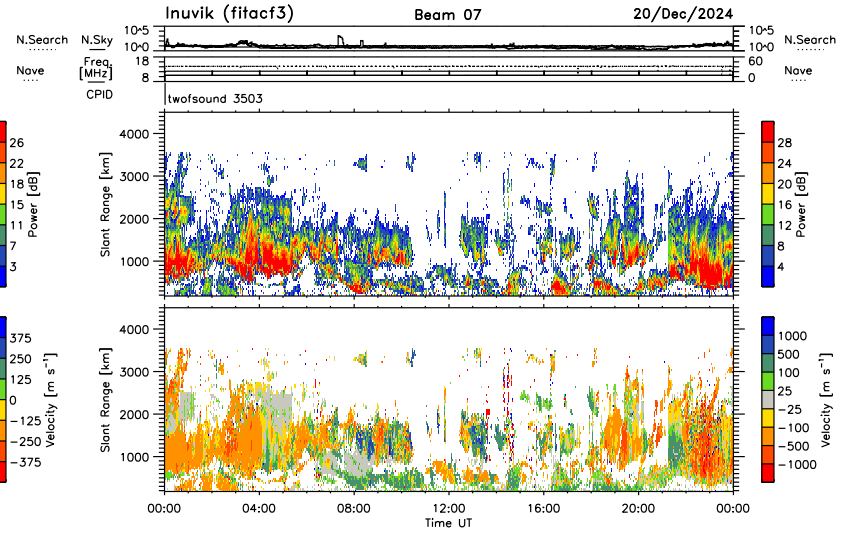 Inuvik (fitacf3) Beam 07 20/Dec/2024
N.Search N.Sky 10^5 10^0 10^5 10^0 N.Search
Nave Freq. [MHz] 18 8 60 0 Nave
CPID twofsound 3503
26 22 18 15 11 7 3 Power [dB]
Slant Range [km] 4000 3000 2000 1000
28 24 20 16 12 8 4 Power [dB]
375 250 125 0 −125 −250 −375 Velocity [m s⁻¹]
Slant Range [km] 4000 3000 2000 1000
1000 500 100 25 −25 −100 −500 −1000 Velocity [m s⁻¹]
00:00 04:00 08:00 12:00 16:00 20:00 00:00
Time UT